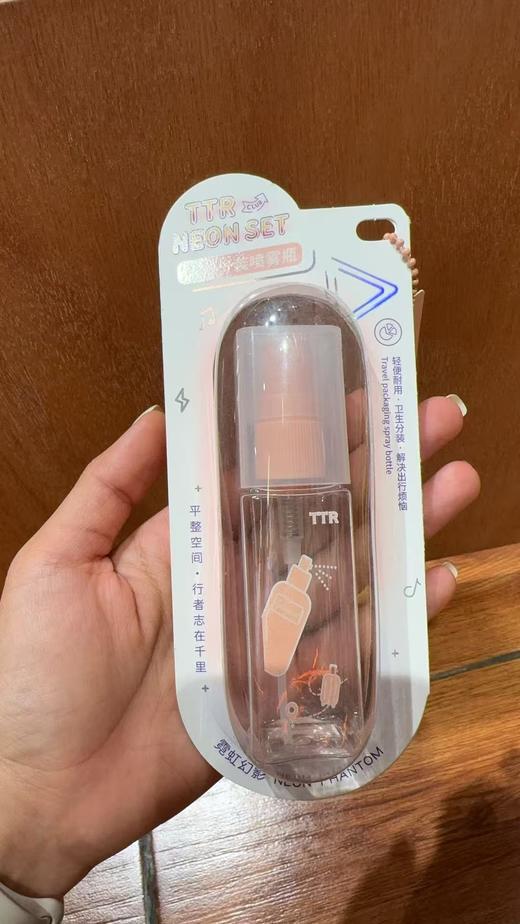 TTR CLUB
NEON SET
装喷雾瓶
轻便耐用·卫生分装·解决出行烦恼
Travel packaging spray bottle
TTR
平整空间·行者志在千里
霓虹幻影 NEON PHANTOM